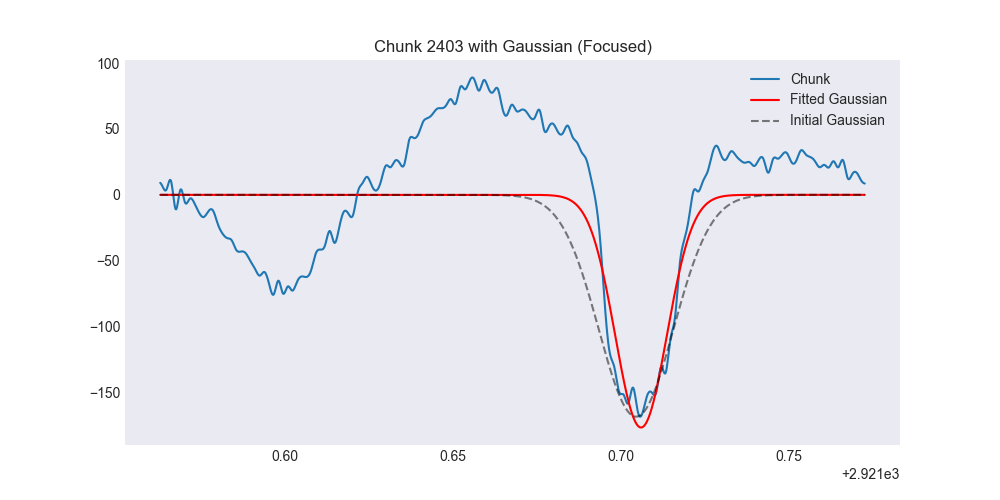 Chunk 2403 with Gaussian (Focused)
Chunk
Fitted Gaussian
Initial Gaussian
100
50
0
−50
−100
−150
0.60 0.65 0.70 0.75
+2.921e3